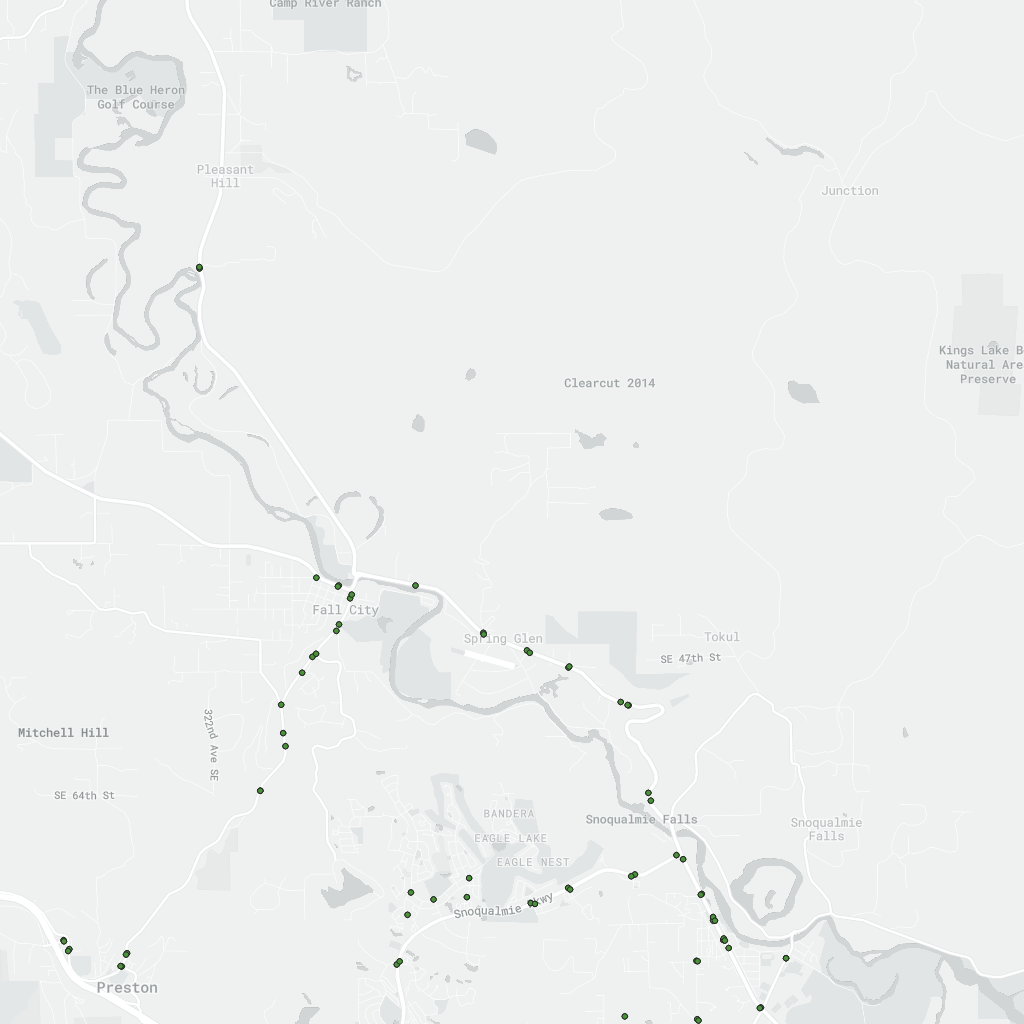 Camp River Ranch
The Blue Heron
Golf Course
Pleasant
Hill
Junction
Kings Lake B
Natural Are
Preserve
Clearcut 2014
Fall City
Spring Glen
Tokul
SE 47th St
322nd Ave SE
Mitchell Hill
SE 64th St
BANDERA
EAGLE LAKE
EAGLE NEST
Snoqualmie Falls
Snoqualmie
Falls
Snoqualmie Pkwy
Preston